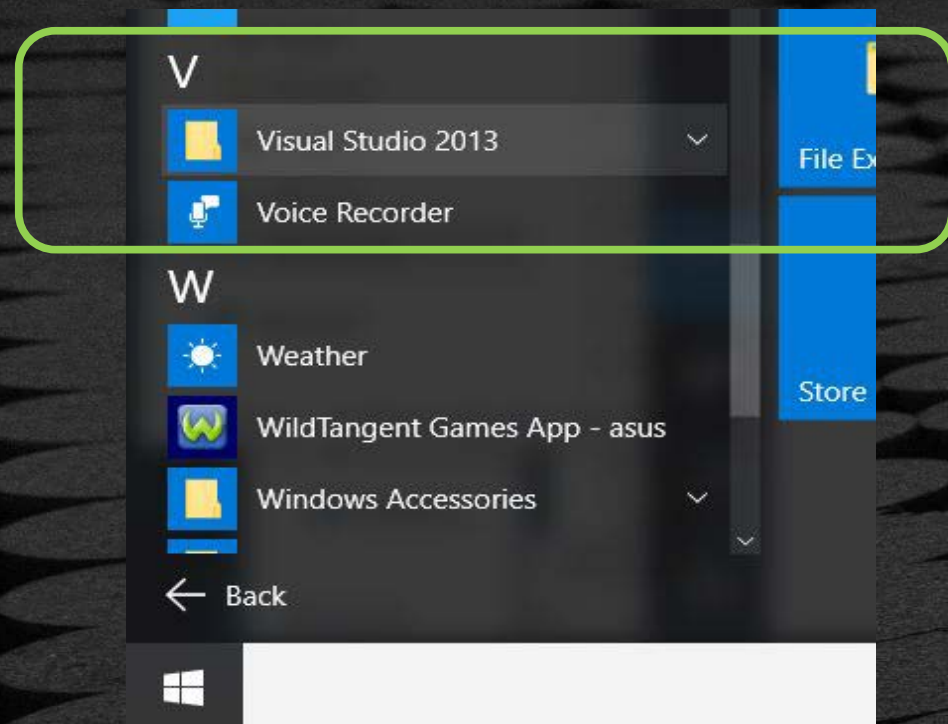 V
Visual Studio 2013
File Ex
Voice Recorder
W
Weather
Store
WildTangent Games App - asus
Windows Accessories
Back